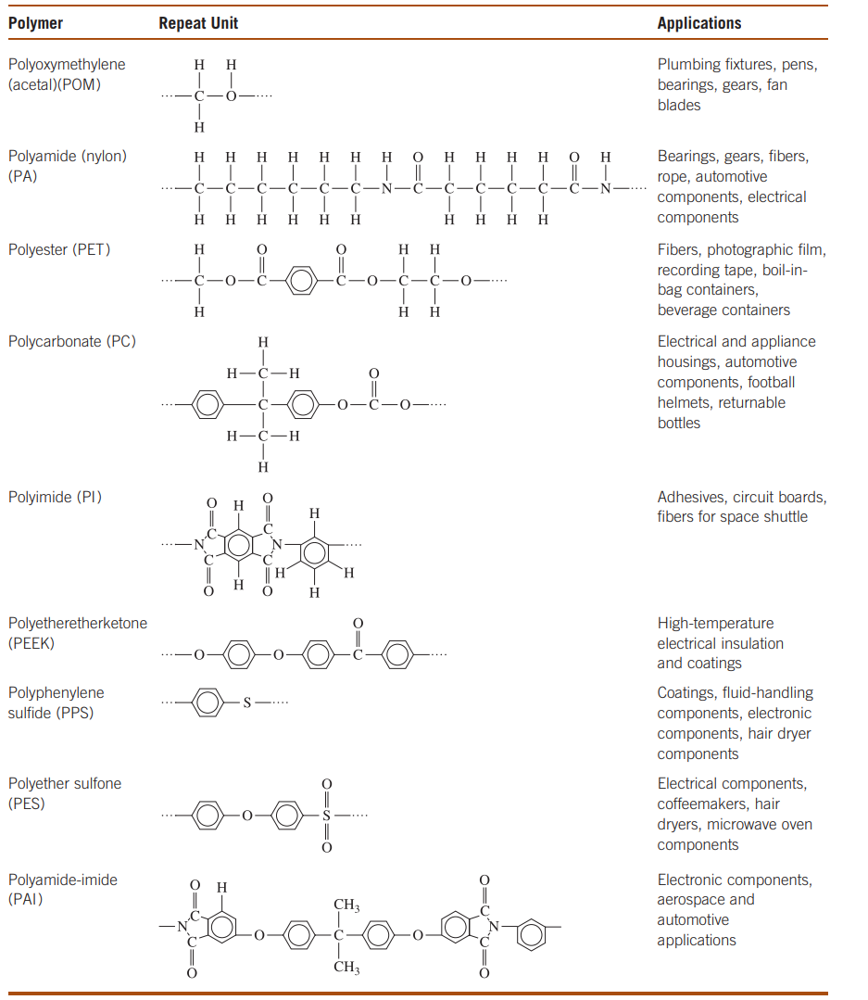 Polymer Repeat Unit Applications
Polyoxymethylene
(acetal)(POM)
H H
C O
H
Plumbing fixtures, pens,
bearings, gears, fan
blades
Polyamide (nylon)
(PA)
H H H H H H H O H H H H O H
C C C C C C N C C C C C C N
H H H H H H H H H H
Bearings, gears, fibers,
rope, automotive
components, electrical
components
Polyester (PET)
H O O H H
C O C C O C C O
H H H
Fibers, photographic film,
recording tape, boil-in-
bag containers,
beverage containers
Polycarbonate (PC)
H
H C H O
C O C O
H C H
H
Electrical and appliance
housings, automotive
components, football
helmets, returnable
bottles
Polyimide (PI)
O H O
H
C C
N N
C C
H H
O H O H
Adhesives, circuit boards,
fibers for space shuttle
Polyetheretherketone
(PEEK)
O
O O C
High-temperature
electrical insulation
and coatings
Polyphenylene
sulfide (PPS)
S
Coatings, fluid-handling
components, electronic
components, hair dryer
components
Polyether sulfone
(PES)
O
O S
O
Electrical components,
coffeemakers, hair
dryers, microwave oven
components
Polyamide-imide
(PAI)
O H O
CH3
C C
N N
O C O
C C
CH3
O O
Electronic components,
aerospace and
automotive
applications